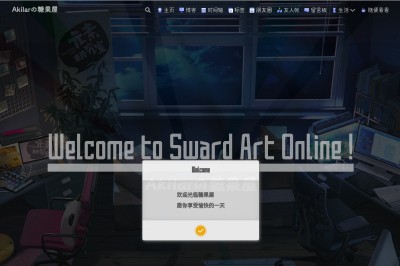 Akilarの糖果屋
主页 博客 时间轴 标签 朋友圈 友人帐 留言板 生活 随便看看
Welcome to Sward Art Online !
Welcome
欢迎光临糖果屋
愿你享受愉快的一天